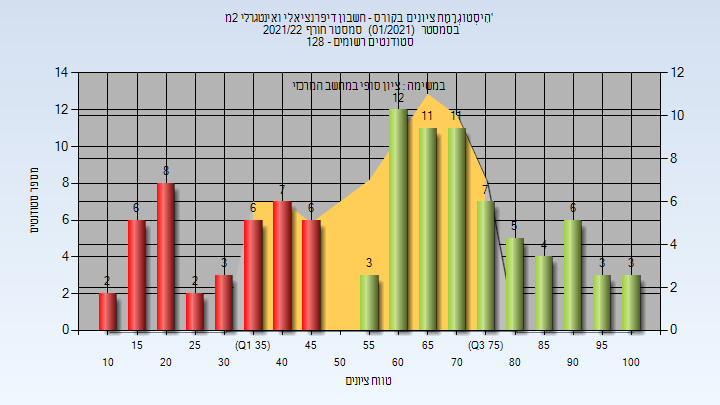 'הִיסְטוֹגְרָמַת ציונים בקורס - חשבון דיפרנציאלי ואינטגרלי 2מ
בסמסטר (01/2021) סמסטר חורף 2021/22
סטודנטים רשומים - 128
במשימה : ציון סופי במחשב המרכזי
מספר סטודנטים
14 12
12 10
10 8
8 6
6 4
4 2
2 0
0
2 6 8 2 3 6 7 6 3 12 11 11 7 5 4 6 3 3
15 25 (Q1 35) 45 55 65 (Q3 75) 85 95
10 20 30 40 50 60 70 80 90 100
טווח ציונים